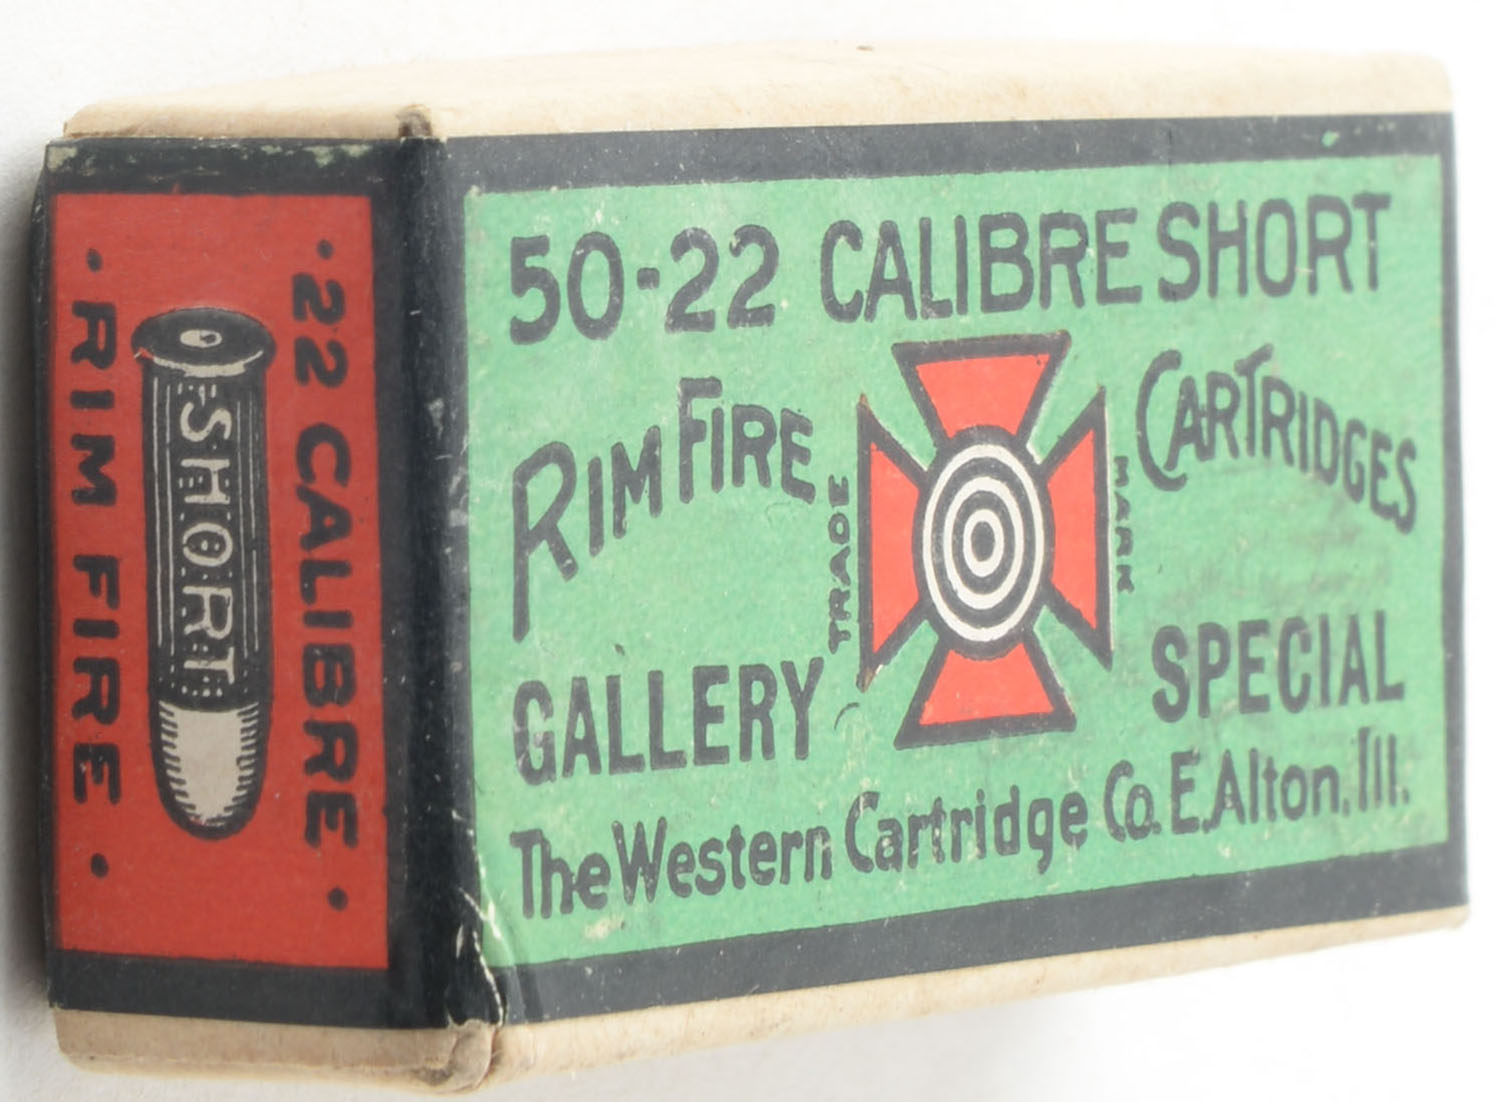 · 22 CALIBRE ·
SHORT
· RIM FIRE ·
50-22 CALIBRE SHORT
RIM FIRE CARTRIDGES
TRADE MARK
GALLERY SPECIAL
The Western Cartridge Co. E. Alton, Ill.